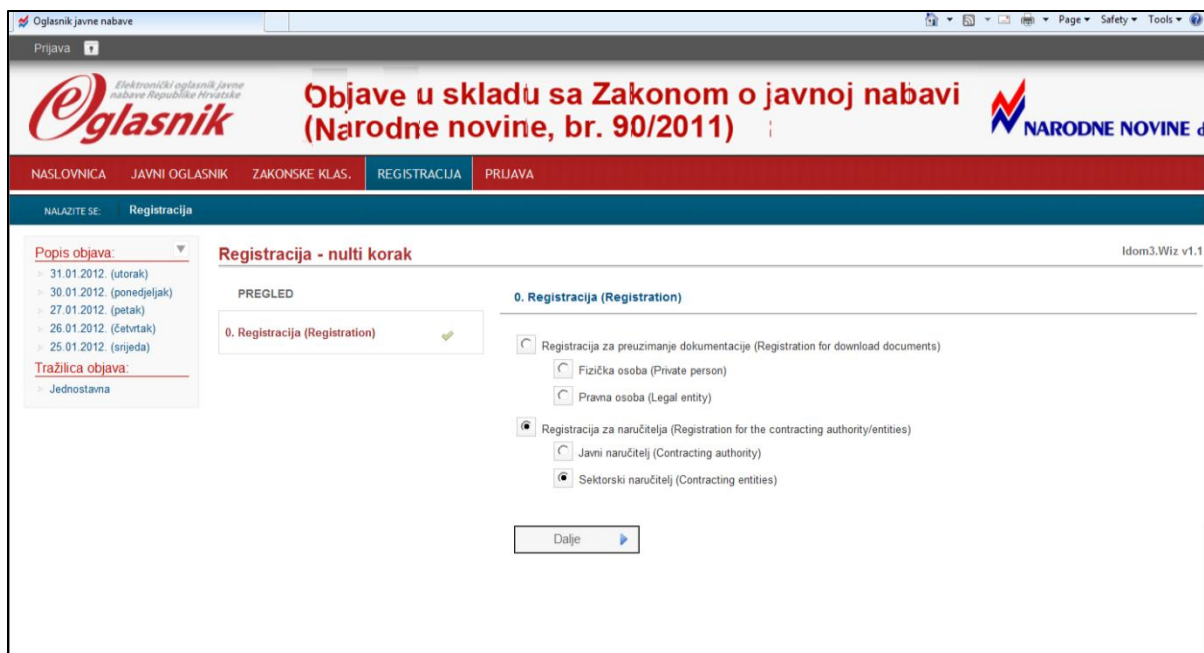 Oglasnik javne nabave
Page Safety Tools
Prijava
Elektronički oglasnik javne
nabave Republike Hrvatske
eOglasnik
Objave u skladu sa Zakonom o javnoj nabavi
(Narodne novine, br. 90/2011)
NARODNE NOVINE d
NASLOVNICA JAVNI OGLASNIK ZAKONSKE KLAS. REGISTRACIJA PRIJAVA
NALAZITE SE: Registracija
Popis objava:
31.01.2012. (utorak)
30.01.2012. (ponedjeljak)
27.01.2012. (petak)
26.01.2012. (četvrtak)
25.01.2012. (srijeda)
Tražilica objava:
Jednostavna
Registracija - nulti korak
Idom3.Wiz v1.1
PREGLED
0. Registracija (Registration)
0. Registracija (Registration)
Registracija za preuzimanje dokumentacije (Registration for download documents)
Fizička osoba (Private person)
Pravna osoba (Legal entity)
Registracija za naručitelja (Registration for the contracting authority/entities)
Javni naručitelj (Contracting authority)
Sektorski naručitelj (Contracting entities)
Dalje